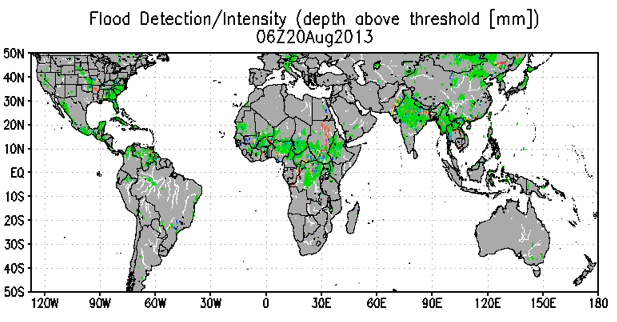 Flood Detection/Intensity (depth above threshold [mm])
06Z20Aug2013
50N
40N
30N
20N
10N
EQ
10S
20S
30S
40S
50S
120W 90W 60W 30W 0 30E 60E 90E 120E 150E 180